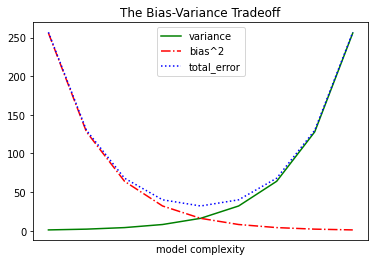 The Bias-Variance Tradeoff
variance
bias^2
total_error
250
200
150
100
50
0
model complexity